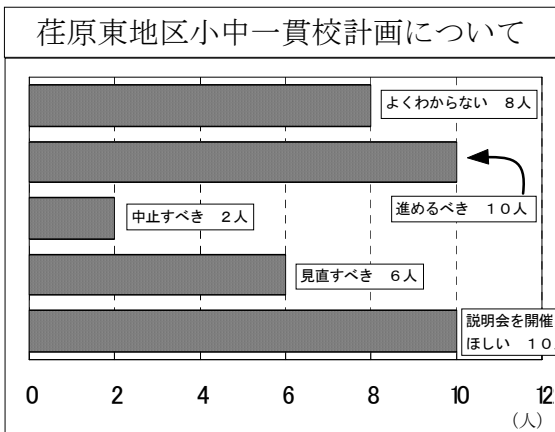 荏原東地区小中一貫校計画について
よくわからない　８人
進めるべき　１０人
中止すべき　２人
見直すべき　６人
説明会を開催
ほしい　１０
0 2 4 6 8 10 12
（人）